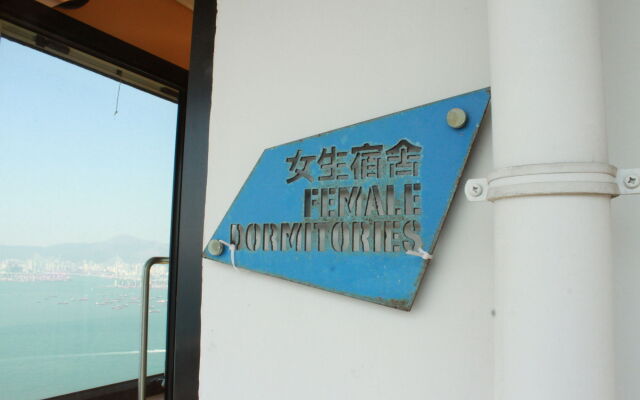 女生宿舍
FEMALE
DORMITORIES